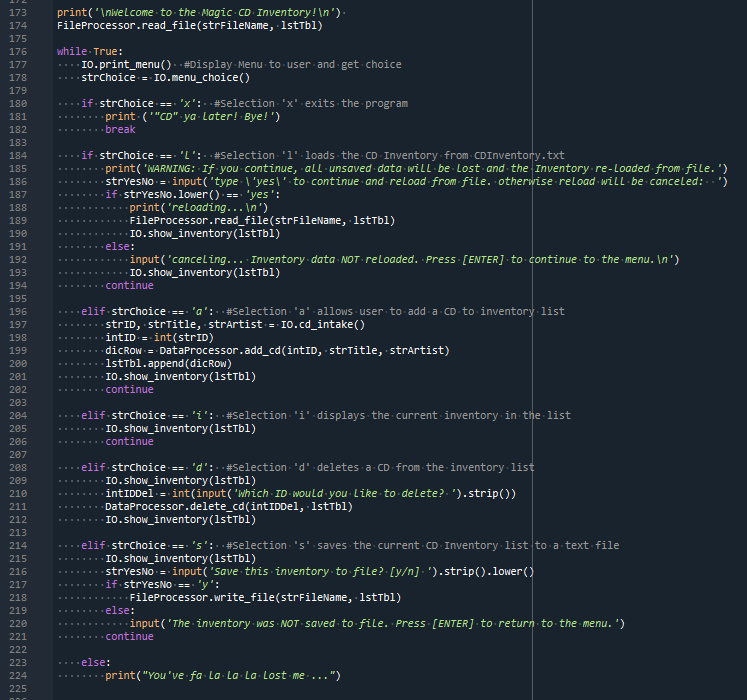 173 print('\nWelcome to the Magic CD Inventory!\n')
174 FileProcessor.read_file(strFileName, lstTbl)
175
176 while True:
177     IO.print_menu()  #Display Menu to user and get choice
178     strChoice = IO.menu_choice()
179
180     if strChoice == 'x':  #Selection 'x' exits the program
181         print ('"CD" ya later! Bye!')
182         break
183
184     if strChoice == 'l':  #Selection 'l' loads the CD Inventory from CDInventory.txt
185         print('WARNING: If you continue, all unsaved data will be lost and the Inventory re-loaded from file.')
186         strYesNo = input('type \'yes\' to continue and reload from file. otherwise reload will be canceled:  ')
187         if strYesNo.lower() == 'yes':
188             print('reloading...\n')
189             FileProcessor.read_file(strFileName, lstTbl)
190             IO.show_inventory(lstTbl)
191         else:
192             input('canceling... Inventory data NOT reloaded. Press [ENTER] to continue to the menu.\n')
193             IO.show_inventory(lstTbl)
194         continue
195
196     elif strChoice == 'a':  #Selection 'a' allows user to add a CD to inventory list
197         strID, strTitle, strArtist = IO.cd_intake()
198         intID = int(strID)
199         dicRow = DataProcessor.add_cd(intID, strTitle, strArtist)
200         lstTbl.append(dicRow)
201         IO.show_inventory(lstTbl)
202         continue
203
204     elif strChoice == 'i':  #Selection 'i' displays the current inventory in the list
205         IO.show_inventory(lstTbl)
206         continue
207
208     elif strChoice == 'd':  #Selection 'd' deletes a CD from the inventory list
209         IO.show_inventory(lstTbl)
210         intIDDel = int(input('Which ID would you like to delete? ').strip())
211         DataProcessor.delete_cd(intIDDel, lstTbl)
212         IO.show_inventory(lstTbl)
213
214     elif strChoice == 's':  #Selection 's' saves the current CD Inventory list to a text file
215         IO.show_inventory(lstTbl)
216         strYesNo = input('Save this inventory to file? [y/n] ').strip().lower()
217         if strYesNo == 'y':
218             FileProcessor.write_file(strFileName, lstTbl)
219         else:
220             input('The inventory was NOT saved to file. Press [ENTER] to return to the menu.')
221         continue
222
223     else:
224         print("You've fa la la la lost me ...")
225